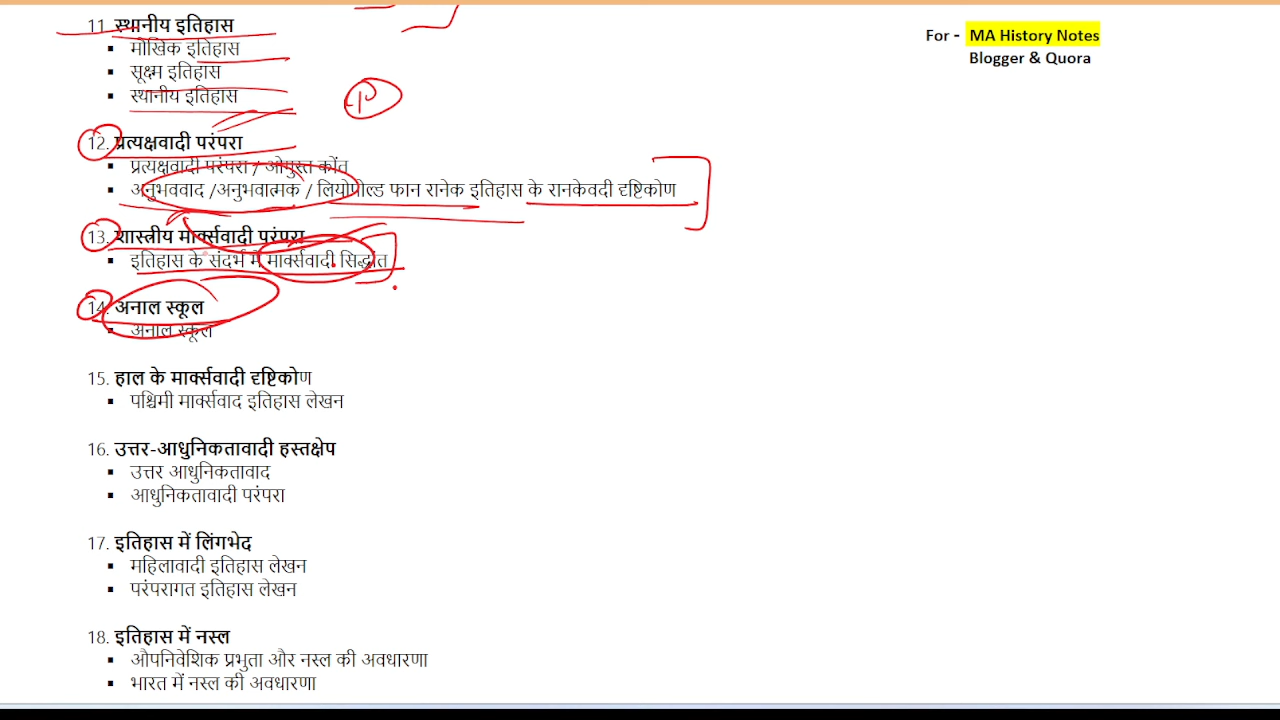 11. स्थानीय इतिहास
▪ मौखिक इतिहास
▪ सूक्ष्म इतिहास
▪ स्थानीय इतिहास
For - MA History Notes
Blogger & Quora
12. प्रत्यक्षवादी परंपरा
▪ प्रत्यक्षवादी परंपरा / ओगुस्त कोंत
▪ अनुभववाद /अनुभवात्मक / लियोपोल्ड फान रानेक इतिहास के रानकेवदी दृष्टिकोण
13. शास्त्रीय मार्क्सवादी परंपरा
▪ इतिहास के संदर्भ में मार्क्सवादी सिद्धांत
14. अनाल स्कूल
▪ अनाल स्कूल
15. हाल के मार्क्सवादी दृष्टिकोण
▪ पश्चिमी मार्क्सवाद इतिहास लेखन
16. उत्तर-आधुनिकतावादी हस्तक्षेप
▪ उत्तर आधुनिकतावाद
▪ आधुनिकतावादी परंपरा
17. इतिहास में लिंगभेद
▪ महिलावादी इतिहास लेखन
▪ परंपरागत इतिहास लेखन
18. इतिहास में नस्ल
▪ औपनिवेशिक प्रभुता और नस्ल की अवधारणा
▪ भारत में नस्ल की अवधारणा